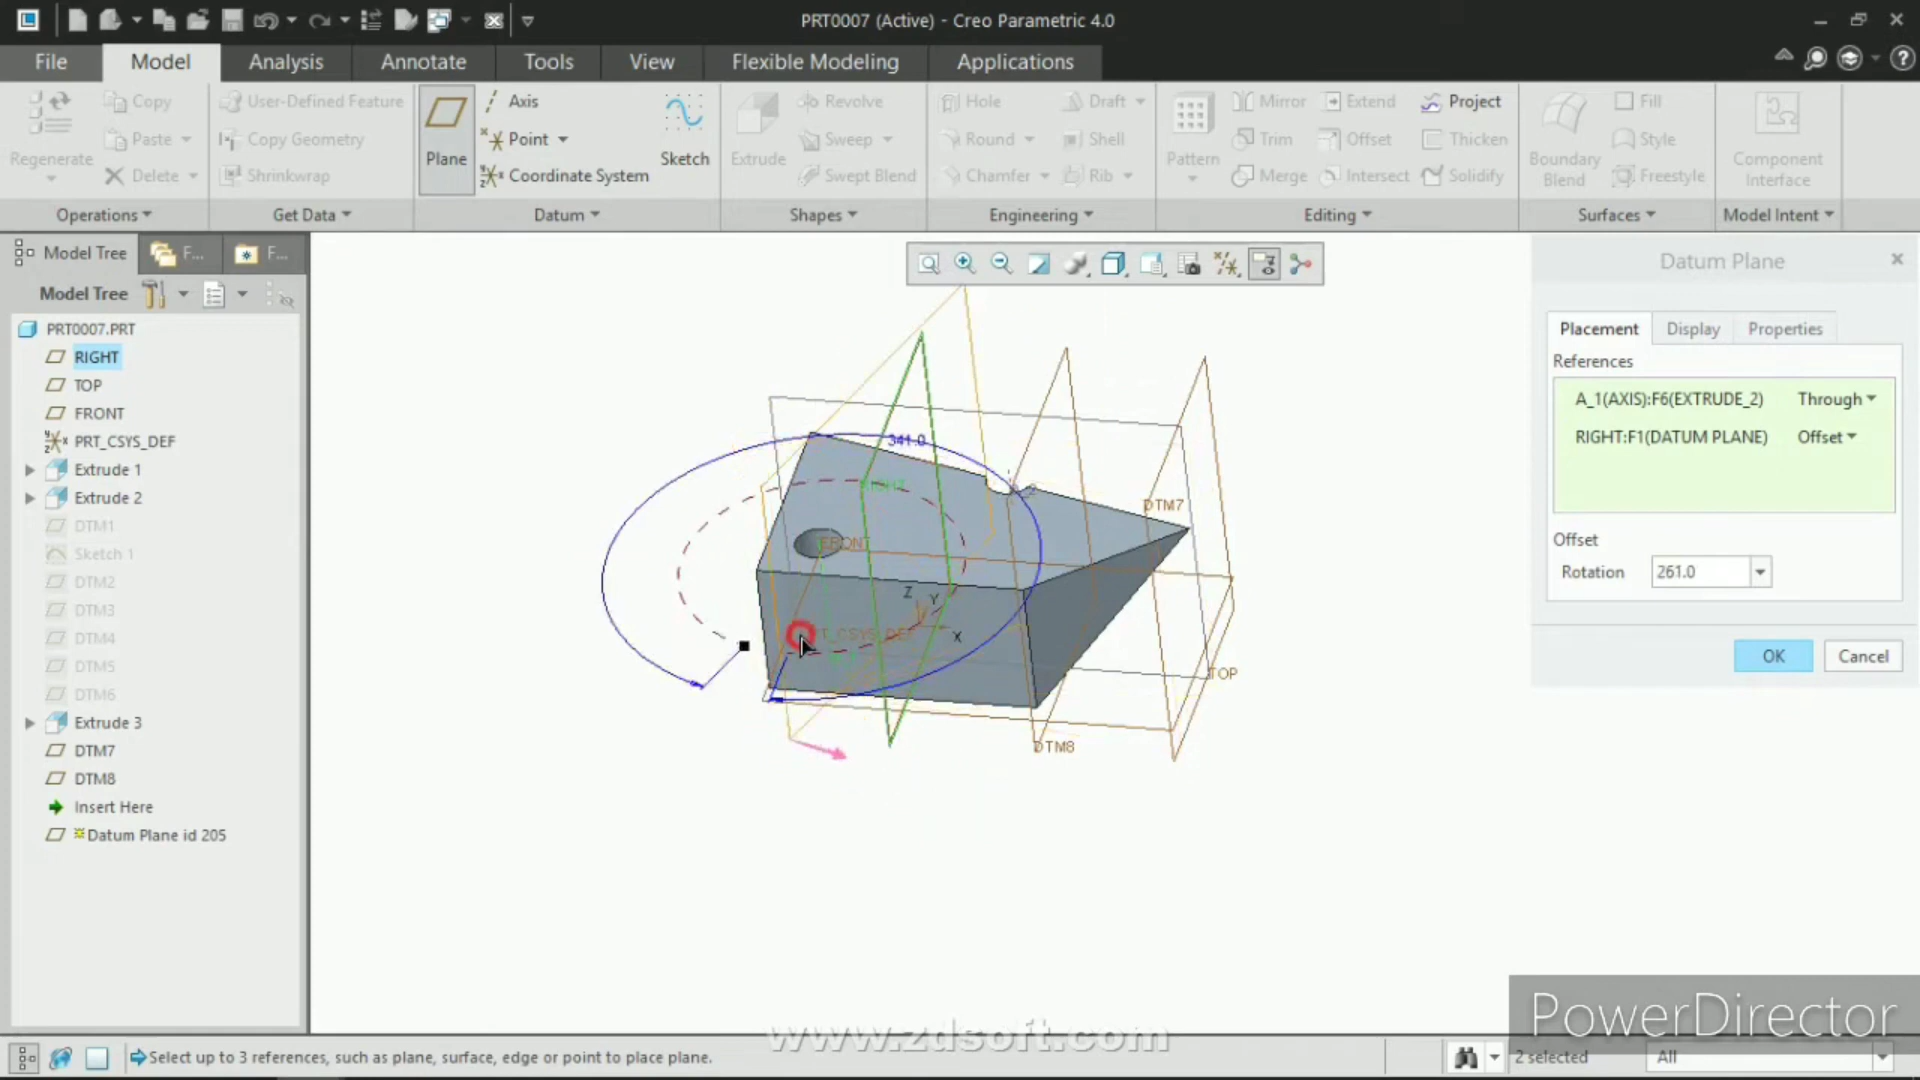 PRT0007 (Active) - Creo Parametric 4.0
File Model Analysis Annotate Tools View Flexible Modeling Applications
Regenerate
Copy
Paste
Delete
User-Defined Feature
Copy Geometry
Shrinkwrap
Plane
Axis
Point
Coordinate System
Sketch
Extrude
Revolve
Sweep
Swept Blend
Hole
Round
Chamfer
Draft
Shell
Rib
Pattern
Mirror
Trim
Merge
Extend
Offset
Intersect
Project
Thicken
Solidify
Boundary
Blend
Fill
Style
Freestyle
Component
Interface
Operations Get Data Datum Shapes Engineering Editing Surfaces Model Intent
Model Tree F... F...
Model Tree
PRT0007.PRT
RIGHT
TOP
FRONT
PRT_CSYS_DEF
Extrude 1
Extrude 2
DTM1
Sketch 1
DTM2
DTM3
DTM4
DTM5
DTM6
Extrude 3
DTM7
DTM8
Insert Here
Datum Plane id 205
341.0
RIGHT
DTM7
FRONT
Z
Y
X
TOP
DTM8
Datum Plane
Placement Display Properties
References
A_1(AXIS):F6(EXTRUDE_2) Through
RIGHT:F1(DATUM PLANE) Offset
Offset
Rotation 261.0
OK Cancel
PowerDirector
www.zdsoft.com
Select up to 3 references, such as plane, surface, edge or point to place plane.
2 selected All